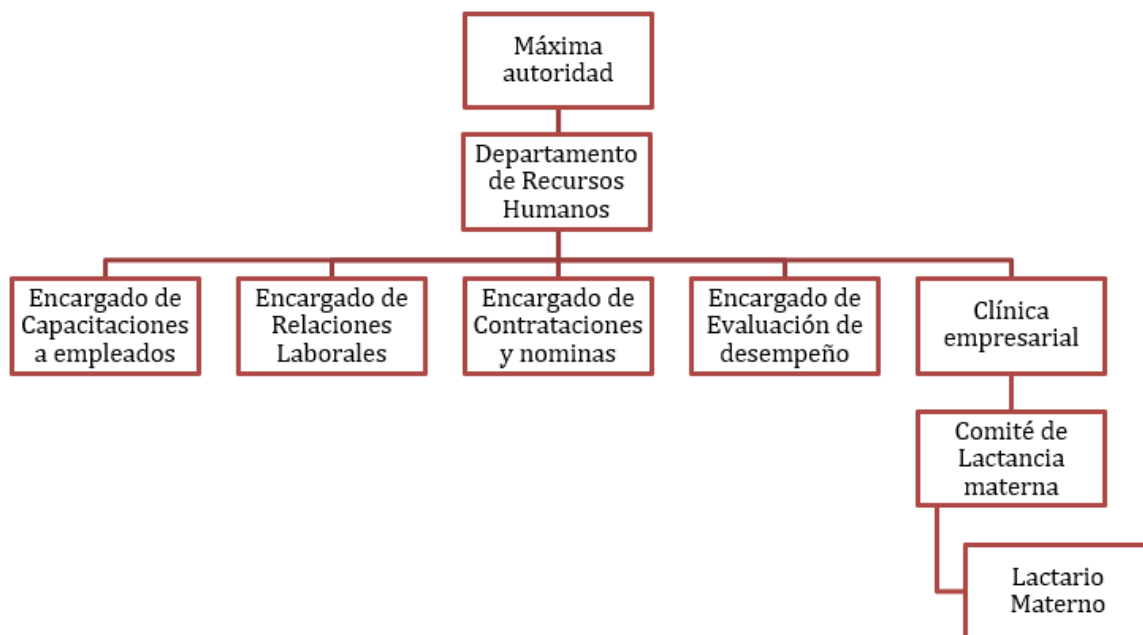 Máxima
autoridad
Departamento
de Recursos
Humanos
Encargado de
Capacitaciones
a empleados
Encargado de
Relaciones
Laborales
Encargado de
Contrataciones
y nominas
Encargado de
Evaluación de
desempeño
Clínica
empresarial
Comité de
Lactancia
materna
Lactario
Materno